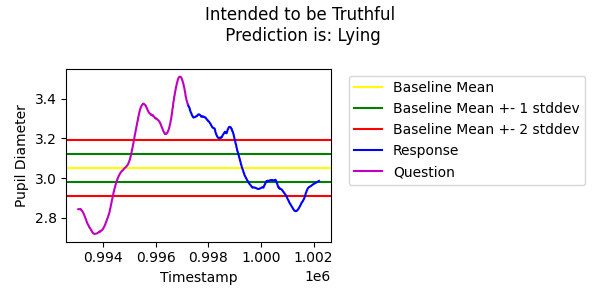 Intended to be Truthful
Prediction is: Lying
Pupil Diameter
3.4
3.2
3.0
2.8
0.994 0.996 0.998 1.000 1.002
1e6
Timestamp
Baseline Mean
Baseline Mean +- 1 stddev
Baseline Mean +- 2 stddev
Response
Question